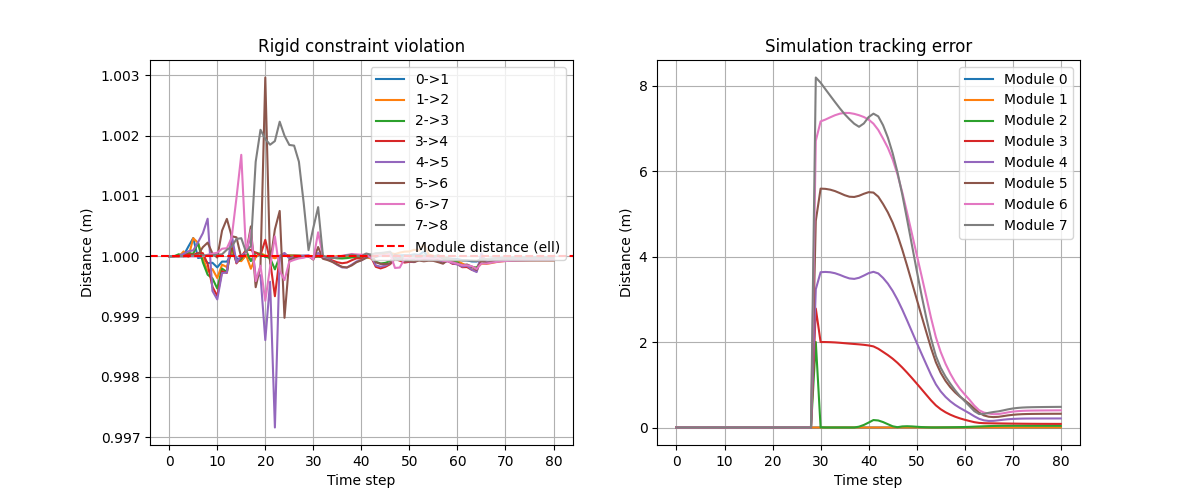 Rigid constraint violation
Distance (m)
1.003
1.002
1.001
1.000
0.999
0.998
0.997
0->1
1->2
2->3
3->4
4->5
5->6
6->7
7->8
Module distance (ell)
0 10 20 30 40 50 60 70 80
Time step
Simulation tracking error
Distance (m)
8
6
4
2
0
Module 0
Module 1
Module 2
Module 3
Module 4
Module 5
Module 6
Module 7
0 10 20 30 40 50 60 70 80
Time step